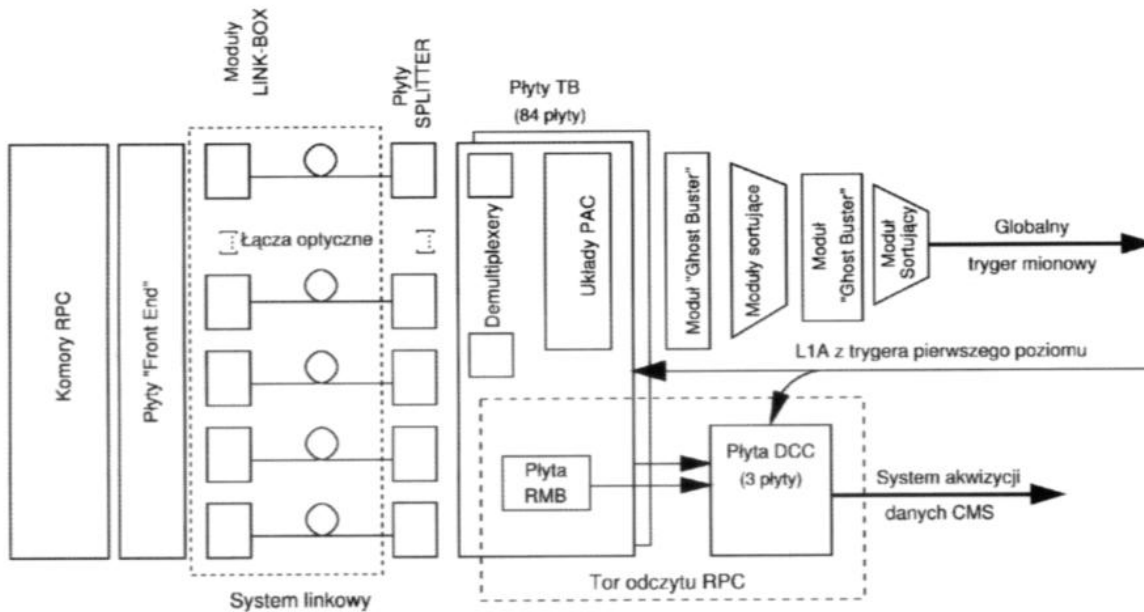 Moduły
LINK-BOX
Płyty
SPLITTER
Płyty TB
(84 płyty)
Komory RPC
Płyty "Front End"
[...] Łącza optyczne
[...]
Demultiplexery
Układy PAC
Moduł "Ghost Buster"
Moduły sortujące
Moduł
"Ghost Buster"
Moduł
Sortujący
Globalny
tryger mionowy
L1A z trygera pierwszego poziomu
Płyta
RMB
Płyta DCC
(3 płyty)
System akwizycji
danych CMS
Tor odczytu RPC
System linkowy